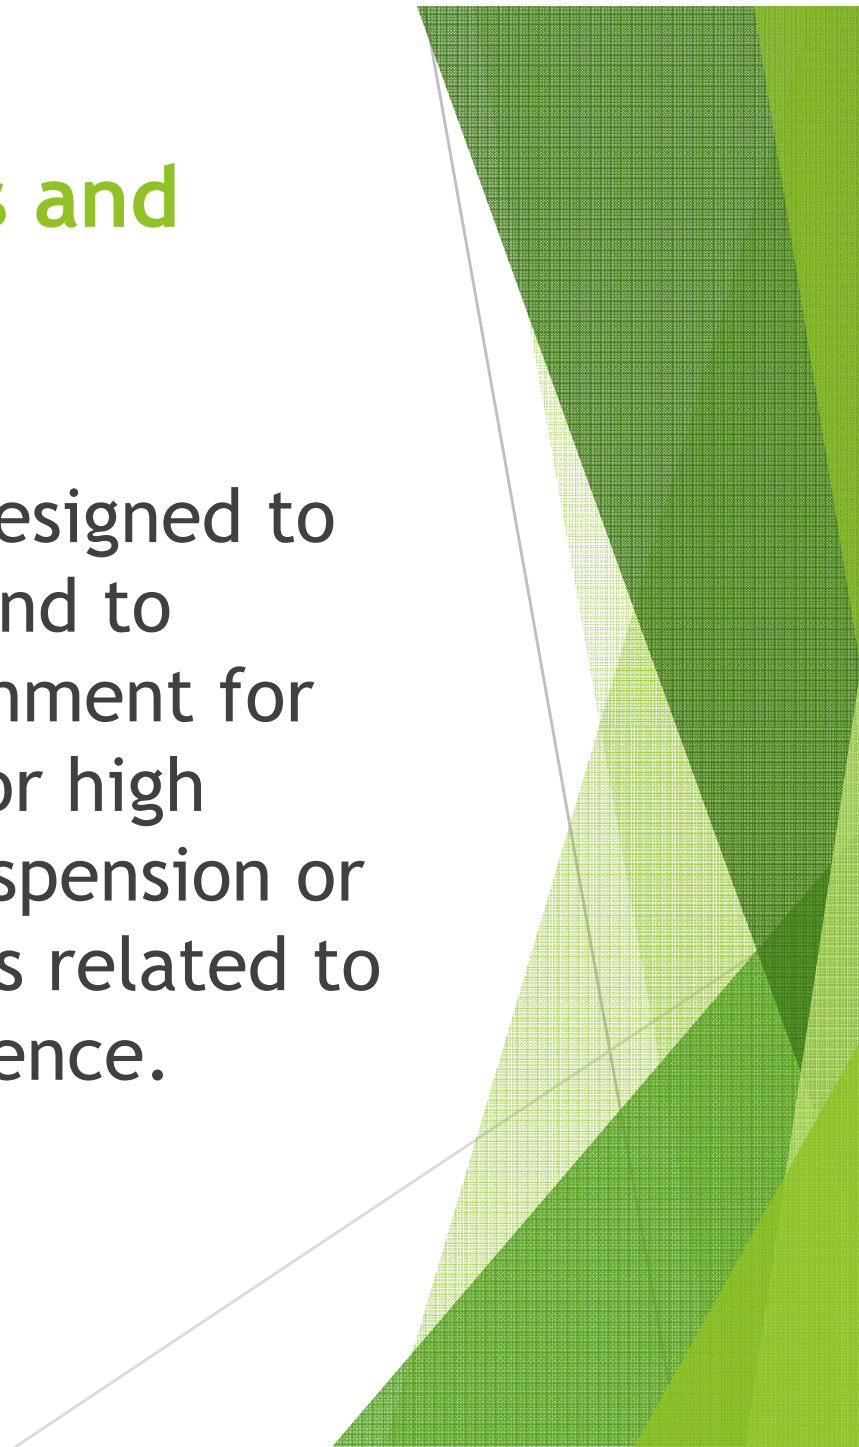 s and
esigned to
nd to
nment for
or high
spension or
s related to
ence.